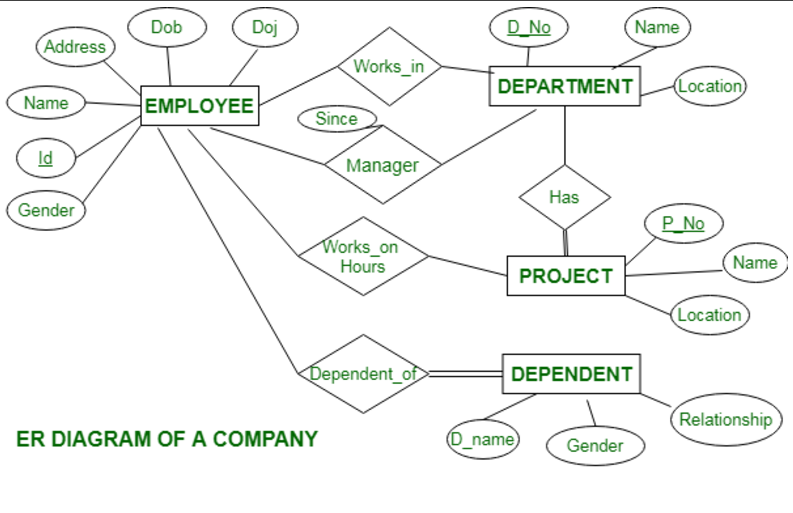 Dob
Doj
D_No
Name
Address
Works_in
DEPARTMENT
Location
Name
EMPLOYEE
Since
Id
Manager
Gender
Has
P_No
Works_on
Hours
PROJECT
Name
Location
Dependent_of
DEPENDENT
D_name
Gender
Relationship
ER DIAGRAM OF A COMPANY